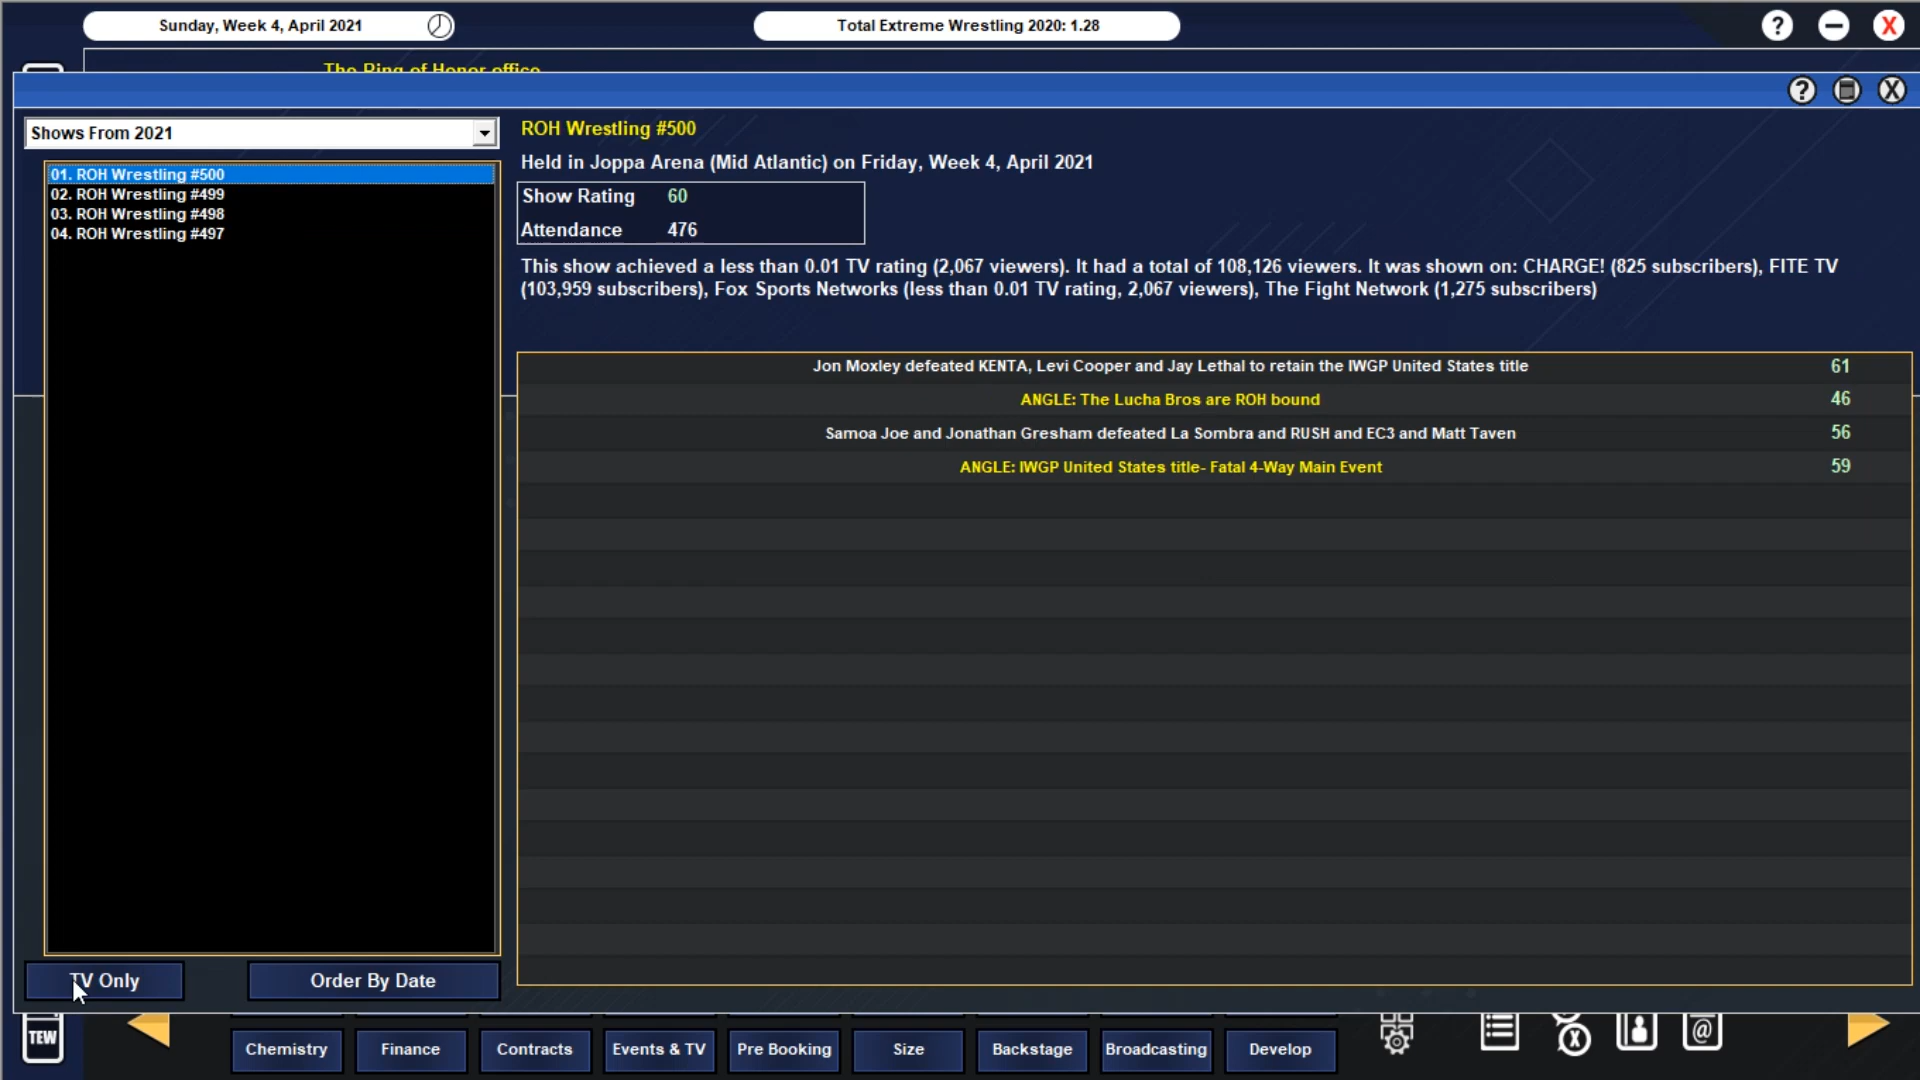 Sunday, Week 4, April 2021
Total Extreme Wrestling 2020: 1.28
?
X
The Ring of Honor office
?
X
Shows From 2021
ROH Wrestling #500
Held in Joppa Arena (Mid Atlantic) on Friday, Week 4, April 2021
01. ROH Wrestling #500
02. ROH Wrestling #499
03. ROH Wrestling #498
04. ROH Wrestling #497
Show Rating 60
Attendance 476
This show achieved a less than 0.01 TV rating (2,067 viewers). It had a total of 108,126 viewers. It was shown on: CHARGE! (825 subscribers), FITE TV
(103,959 subscribers), Fox Sports Networks (less than 0.01 TV rating, 2,067 viewers), The Fight Network (1,275 subscribers)
Jon Moxley defeated KENTA, Levi Cooper and Jay Lethal to retain the IWGP United States title 61
ANGLE: The Lucha Bros are ROH bound 46
Samoa Joe and Jonathan Gresham defeated La Sombra and RUSH and EC3 and Matt Taven 56
ANGLE: IWGP United States title- Fatal 4-Way Main Event 59
TV Only
Order By Date
TEW
Chemistry
Finance
Contracts
Events & TV
Pre Booking
Size
Backstage
Broadcasting
Develop
X
@